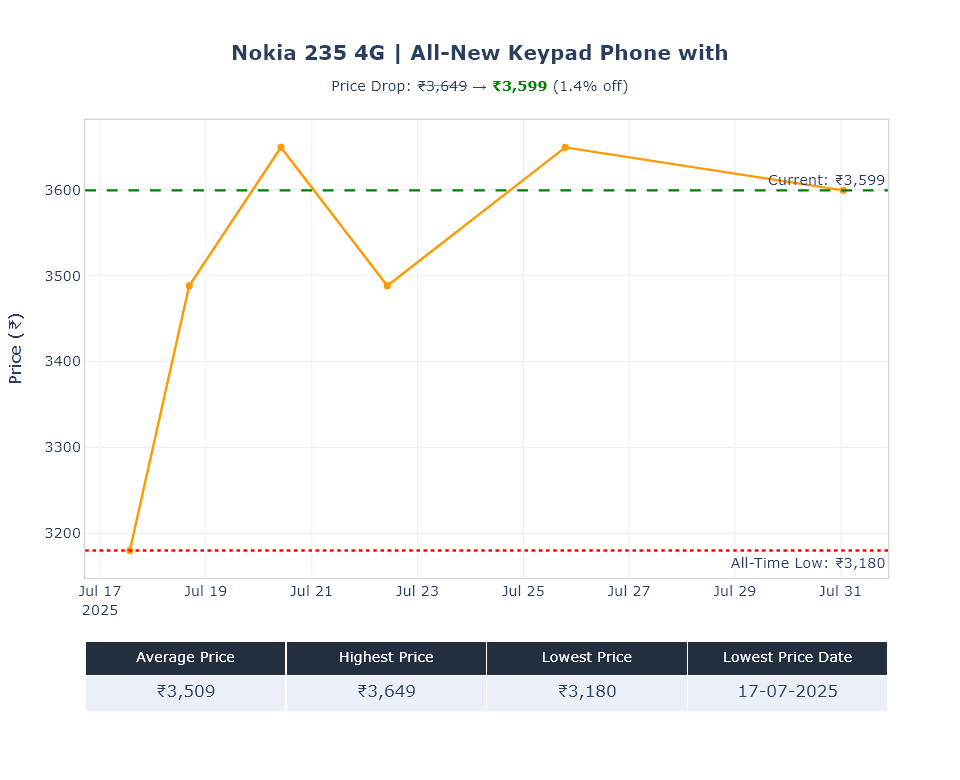 Nokia 235 4G | All-New Keypad Phone with
Price Drop: ₹3,649 → ₹3,599 (1.4% off)
Price (₹)
3600
3500
3400
3300
3200
Current: ₹3,599
All-Time Low: ₹3,180
Jul 17 Jul 19 Jul 21 Jul 23 Jul 25 Jul 27 Jul 29 Jul 31
2025
Average Price Highest Price Lowest Price Lowest Price Date
₹3,509 ₹3,649 ₹3,180 17-07-2025